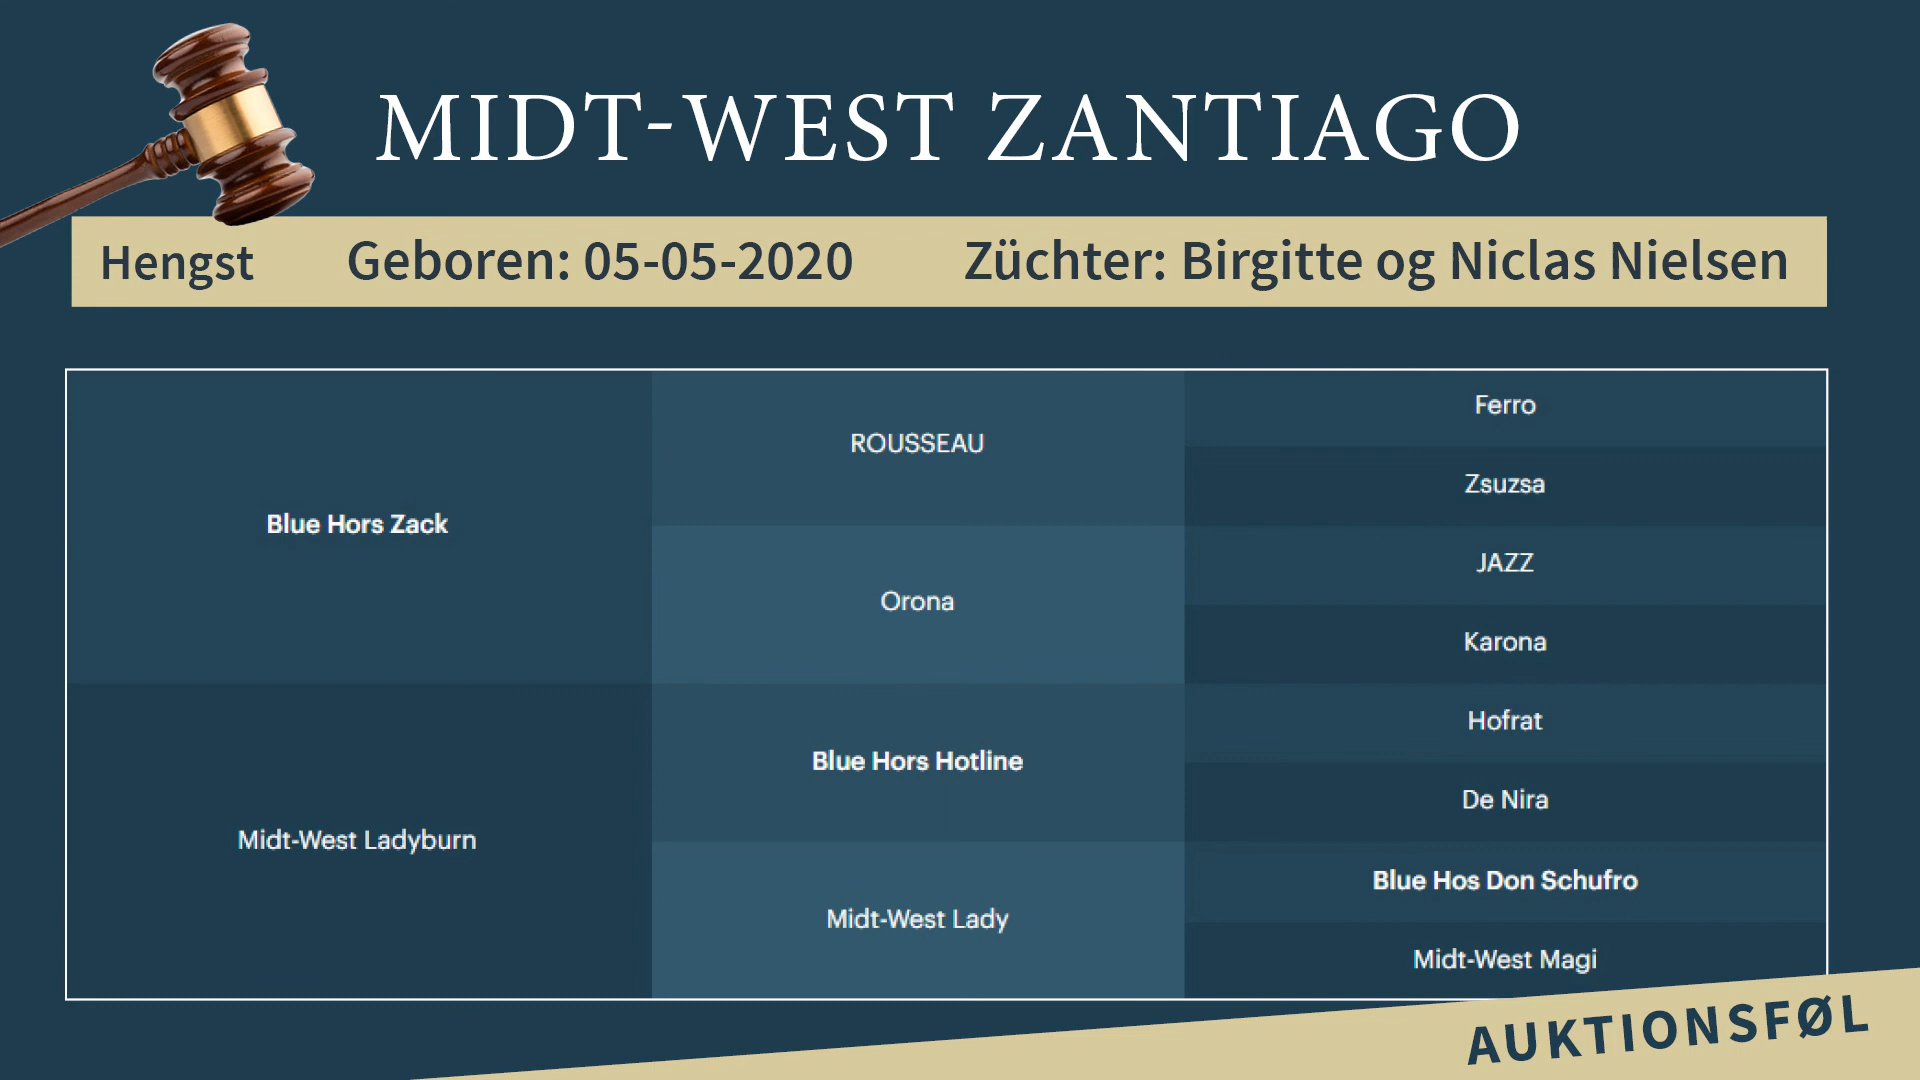 MIDT-WEST ZANTIAGO
Hengst Geboren: 05-05-2020 Züchter: Birgitte og Niclas Nielsen
Blue Hors Zack
Midt-West Ladyburn
ROUSSEAU
Orona
Blue Hors Hotline
Midt-West Lady
Ferro
Zsuzsa
JAZZ
Karona
Hofrat
De Nira
Blue Hos Don Schufro
Midt-West Magi
AUKTIONSFØL